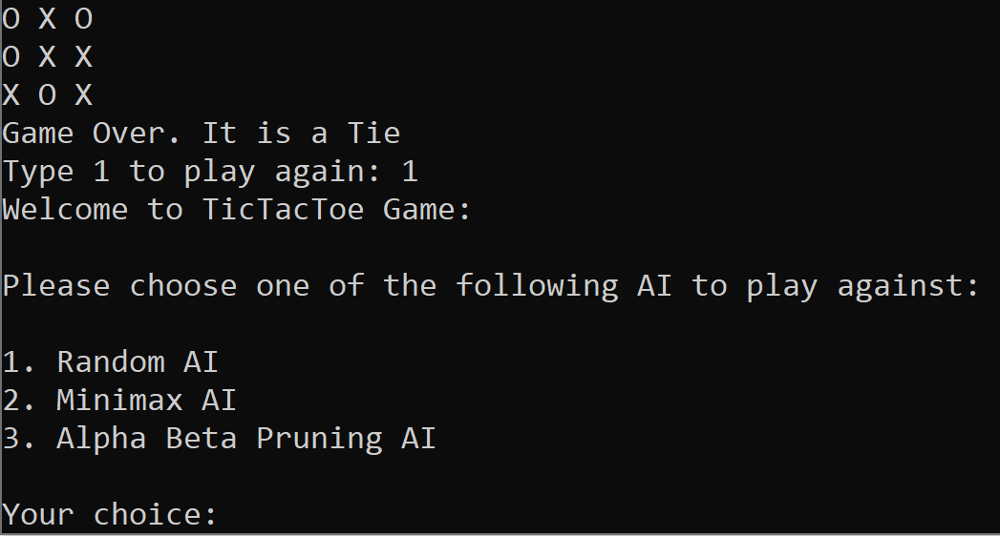 O X O
O X X
X O X
Game Over. It is a Tie
Type 1 to play again: 1
Welcome to TicTacToe Game:
Please choose one of the following AI to play against:
1. Random AI
2. Minimax AI
3. Alpha Beta Pruning AI
Your choice: